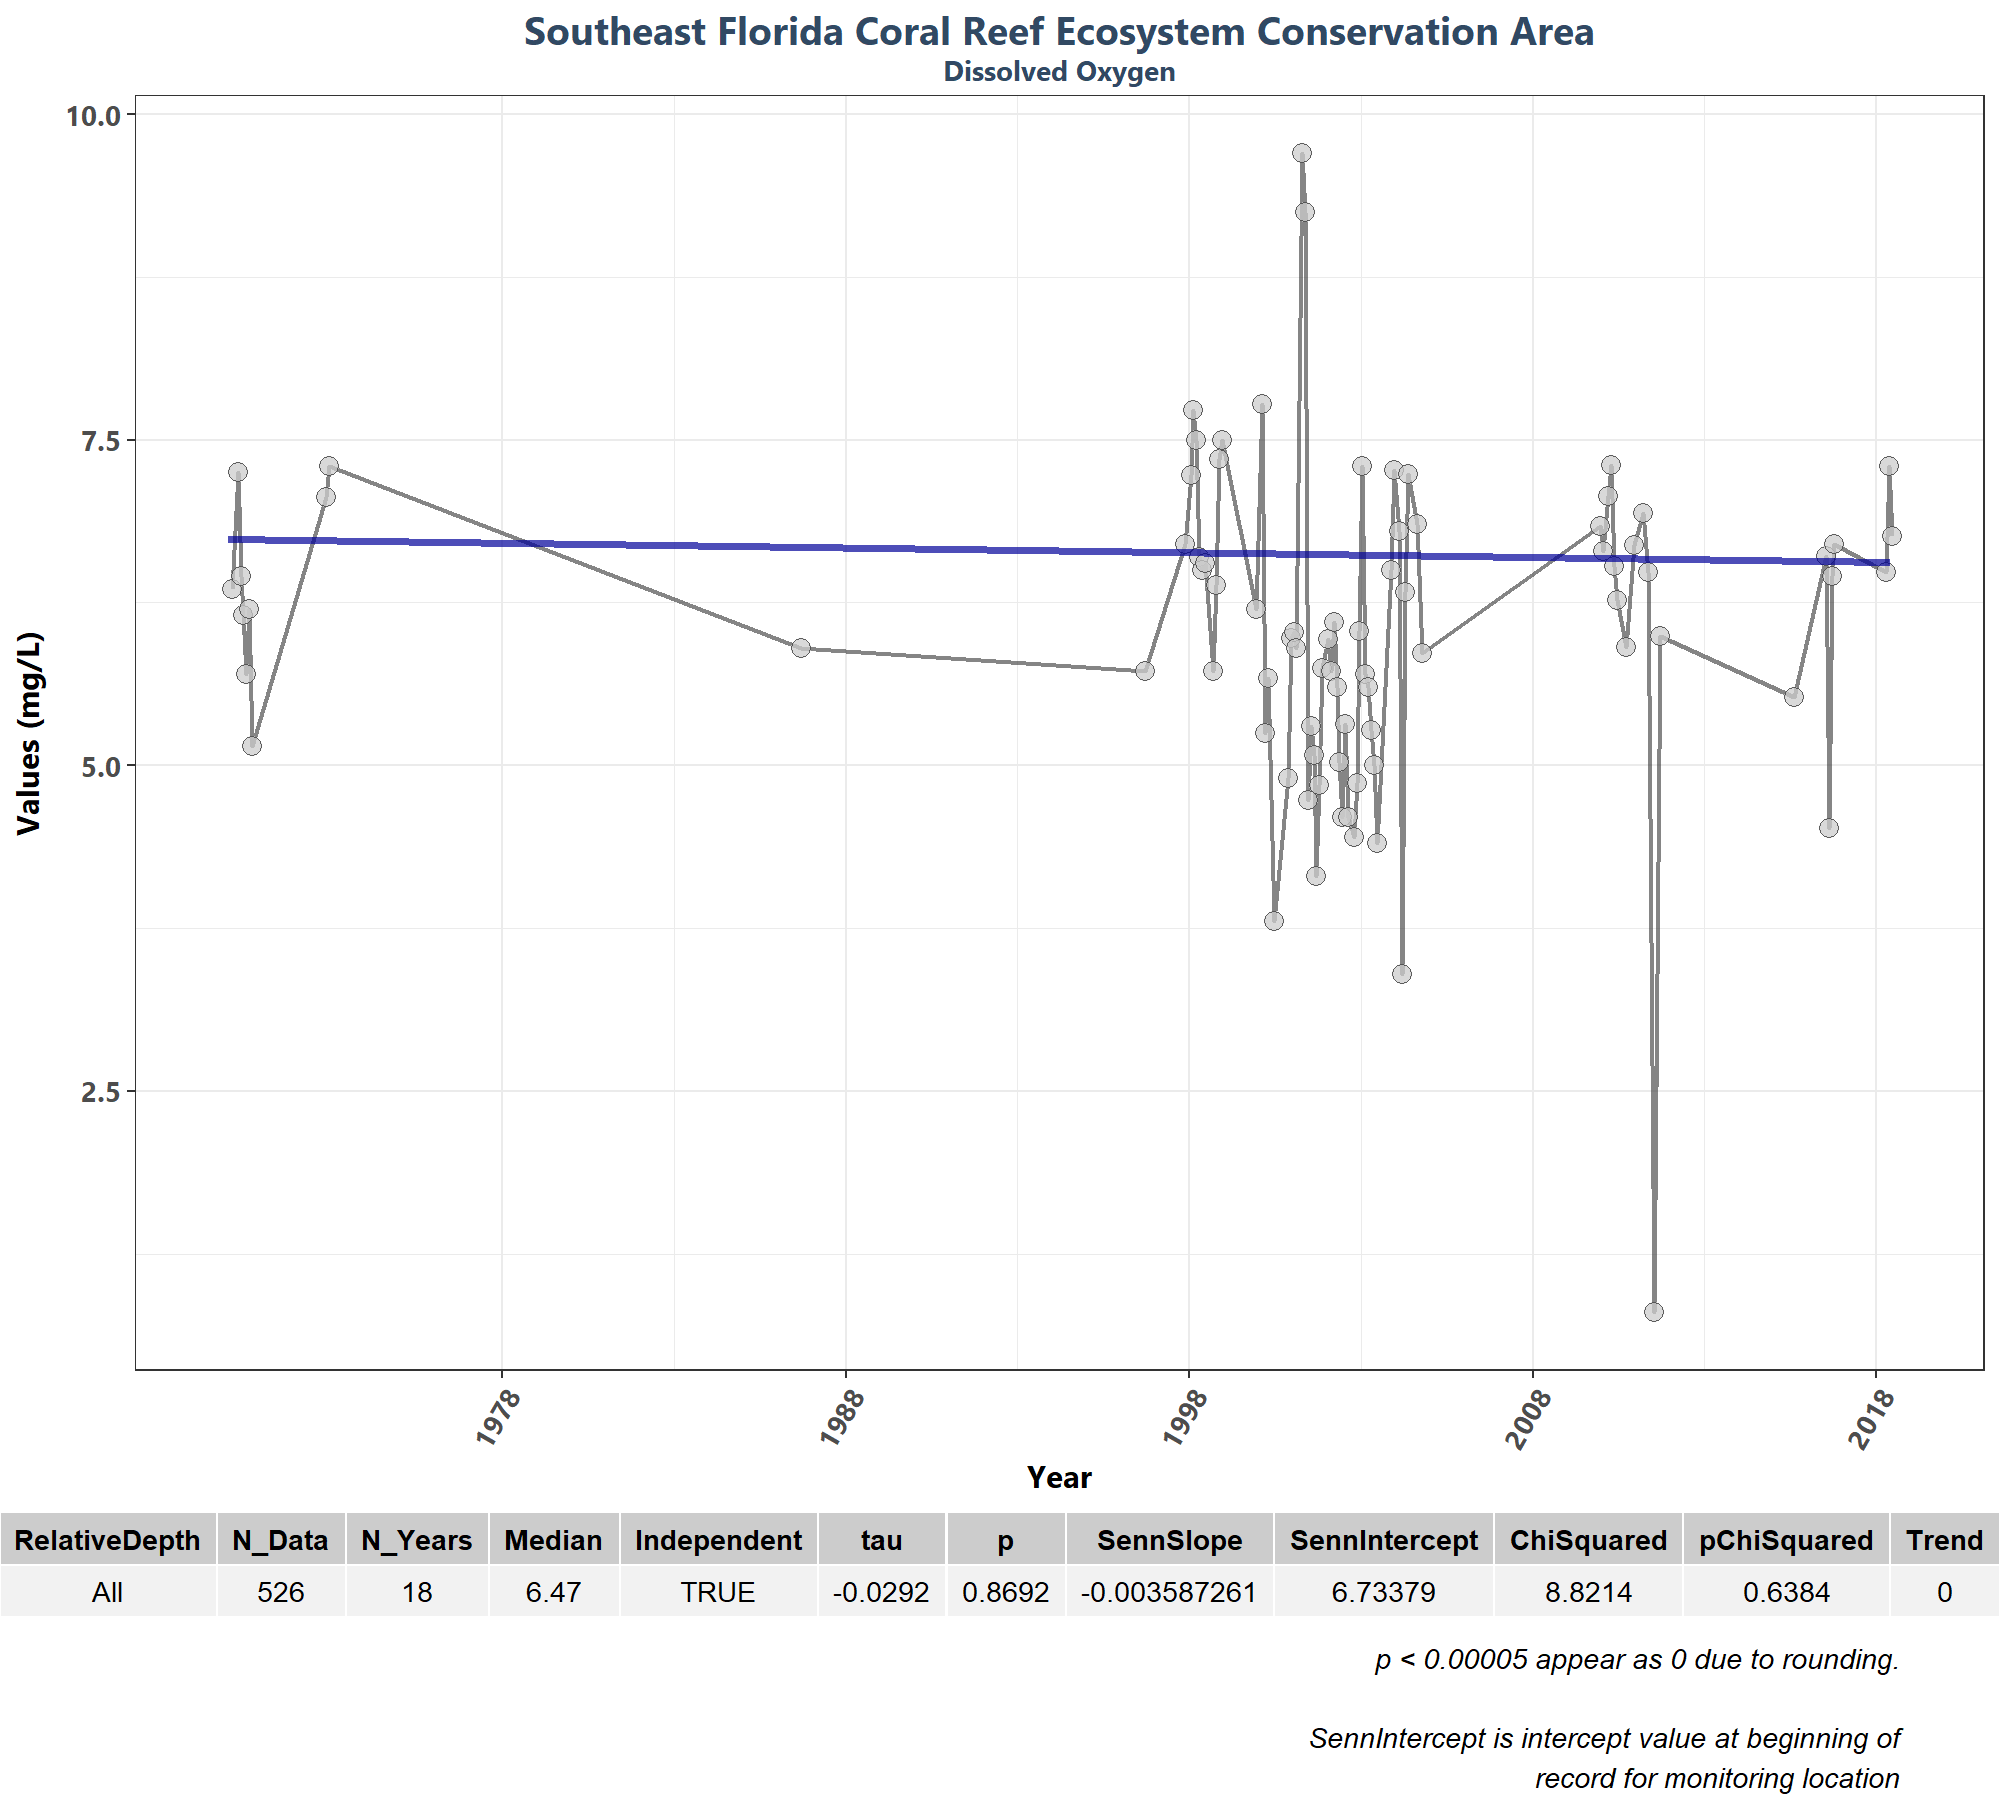 Southeast Florida Coral Reef Ecosystem Conservation Area
Dissolved Oxygen
10.0
7.5
5.0
2.5
Values (mg/L)
1978
1988
1998
2008
2018
Year
RelativeDepth N_Data N_Years Median Independent tau p SennSlope SennIntercept ChiSquared pChiSquared Trend
All 526 18 6.47 TRUE -0.0292 0.8692 -0.003587261 6.73379 8.8214 0.6384 0
p < 0.00005 appear as 0 due to rounding.
SennIntercept is intercept value at beginning of
record for monitoring location